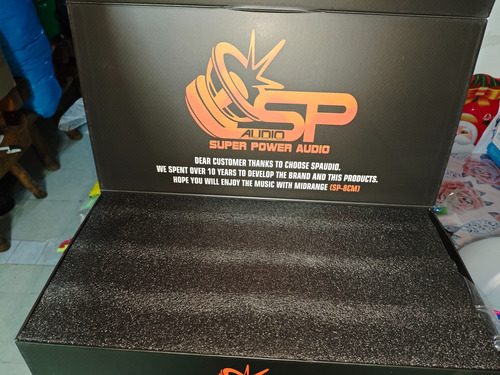 SP
AUDIO
SUPER POWER AUDIO
DEAR CUSTOMER THANKS TO CHOOSE SPAUDIO.
WE SPENT OVER 10 YEARS TO DEVELOP THE BRAND AND THIS PRODUCTS.
HOPE YOU WILL ENJOY THE MUSIC WITH MIDRANGE (SP-8CM)